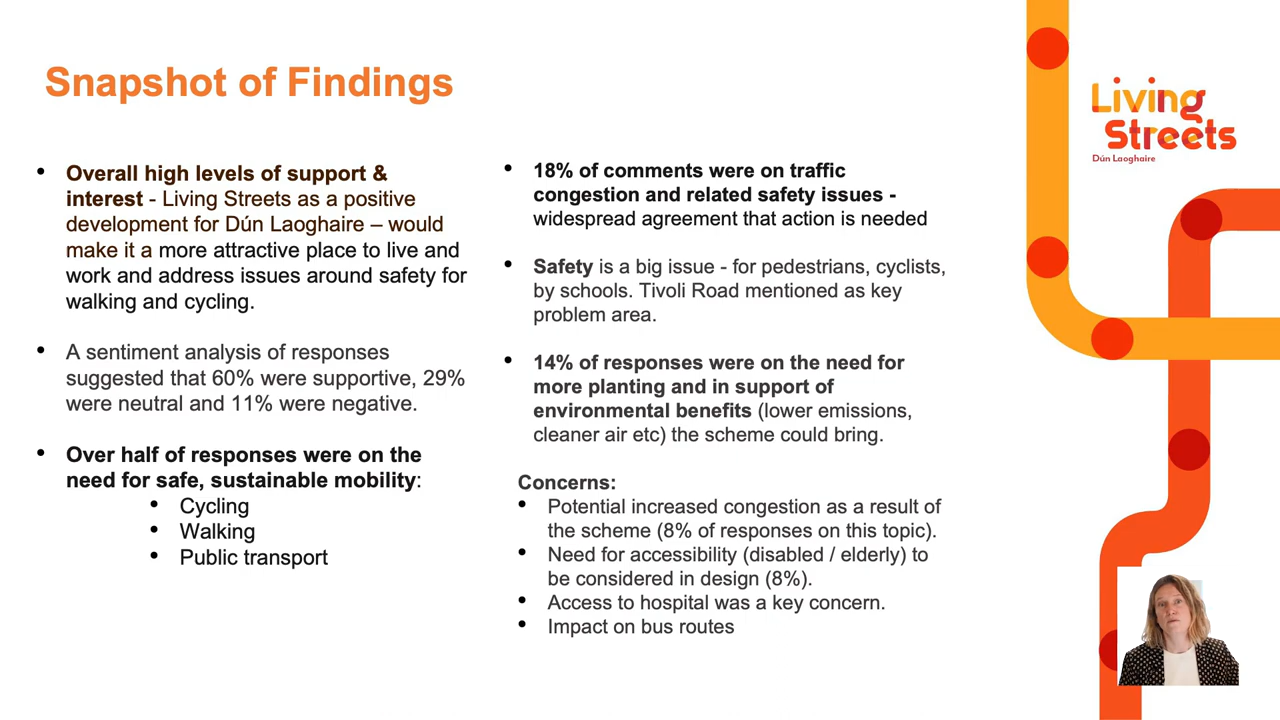 Snapshot of Findings
• Overall high levels of support &
interest - Living Streets as a positive
development for Dún Laoghaire – would
make it a more attractive place to live and
work and address issues around safety for
walking and cycling.
• A sentiment analysis of responses
suggested that 60% were supportive, 29%
were neutral and 11% were negative.
• Over half of responses were on the
need for safe, sustainable mobility:
• Cycling
• Walking
• Public transport
• 18% of comments were on traffic
congestion and related safety issues -
widespread agreement that action is needed
• Safety is a big issue - for pedestrians, cyclists,
by schools. Tivoli Road mentioned as key
problem area.
• 14% of responses were on the need for
more planting and in support of
environmental benefits (lower emissions,
cleaner air etc) the scheme could bring.
Concerns:
• Potential increased congestion as a result of
the scheme (8% of responses on this topic).
• Need for accessibility (disabled / elderly) to
be considered in design (8%).
• Access to hospital was a key concern.
• Impact on bus routes
Living
Streets
Dún Laoghaire